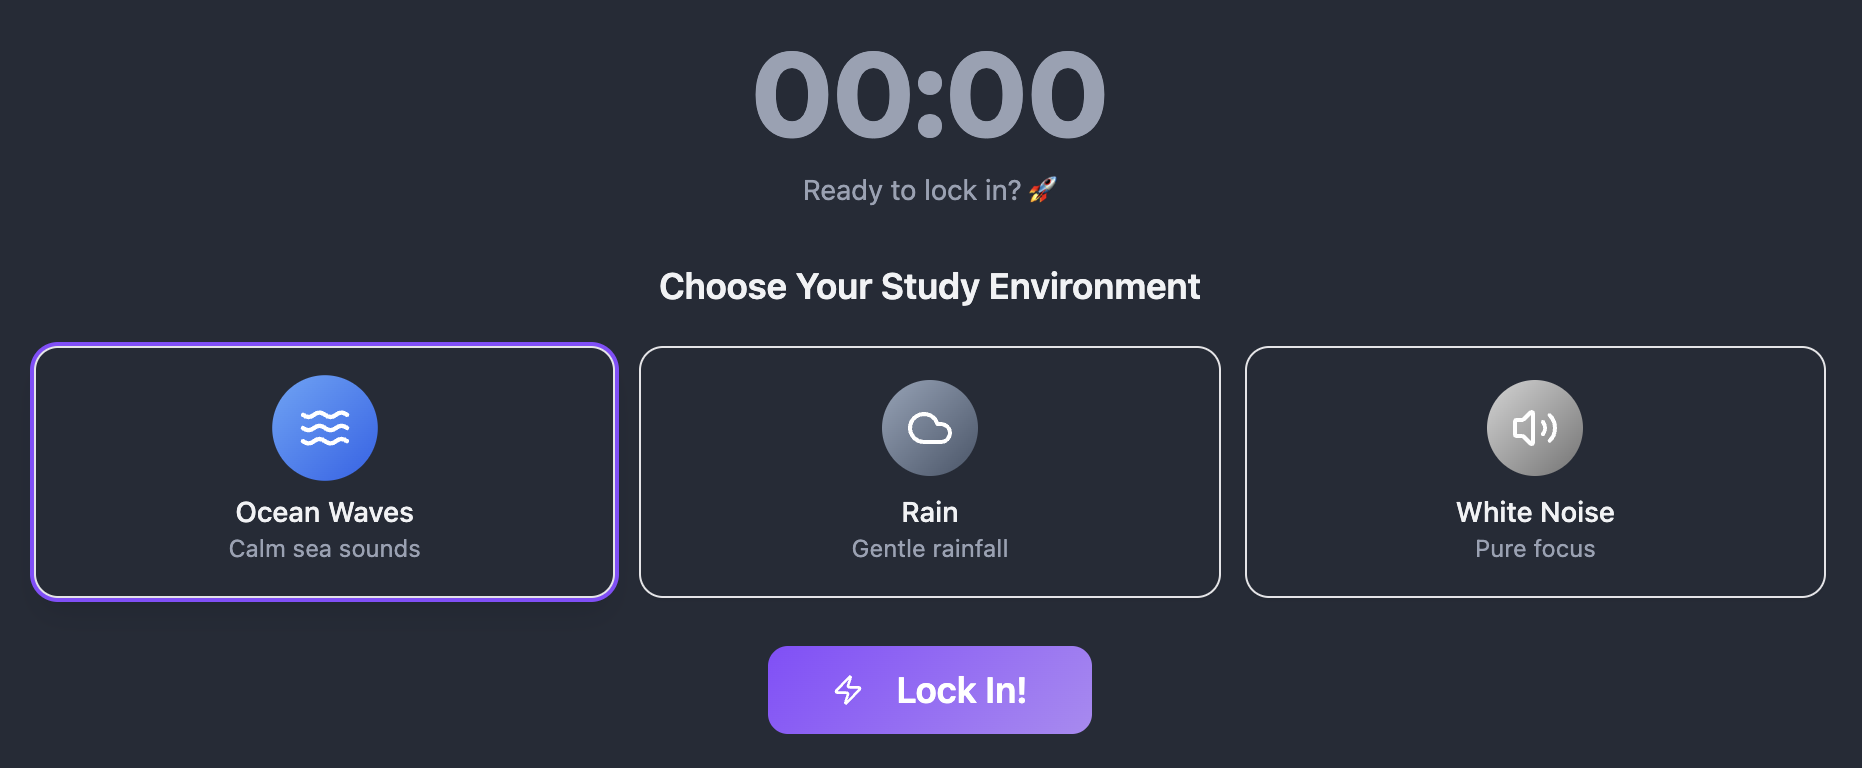 00:00
Ready to lock in? 🚀
Choose Your Study Environment
Ocean Waves
Calm sea sounds
Rain
Gentle rainfall
White Noise
Pure focus
Lock In!